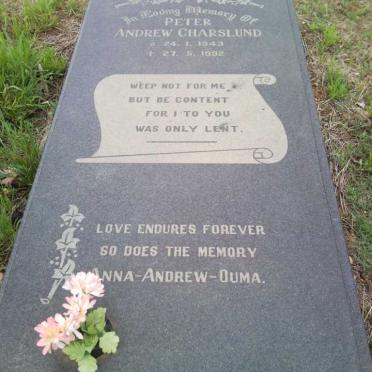 In Loving Memory Of
PETER
ANDREW CHARSLUND
* 24.1.1943
† 27.5.1992
WEEP NOT FOR ME
BUT BE CONTENT
FOR I TO YOU
WAS ONLY LENT.
LOVE ENDURES FOREVER
SO DOES THE MEMORY
ANNA-ANDREW-OUMA.